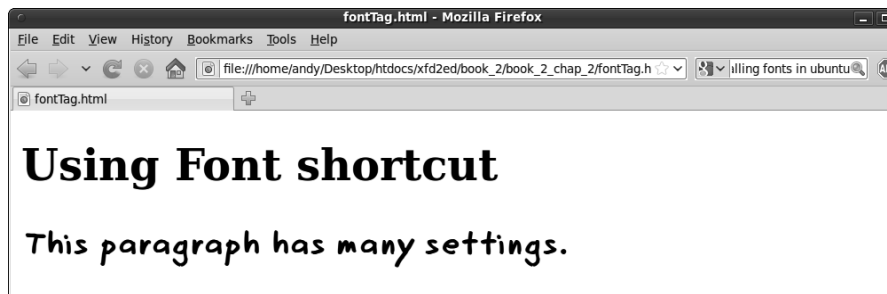 fontTag.html - Mozilla Firefox
File Edit View History Bookmarks Tools Help
file:///home/andy/Desktop/htdocs/xfd2ed/book_2/book_2_chap_2/fontTag.h alling fonts in ubuntu
fontTag.html
Using Font shortcut
This paragraph has many settings.